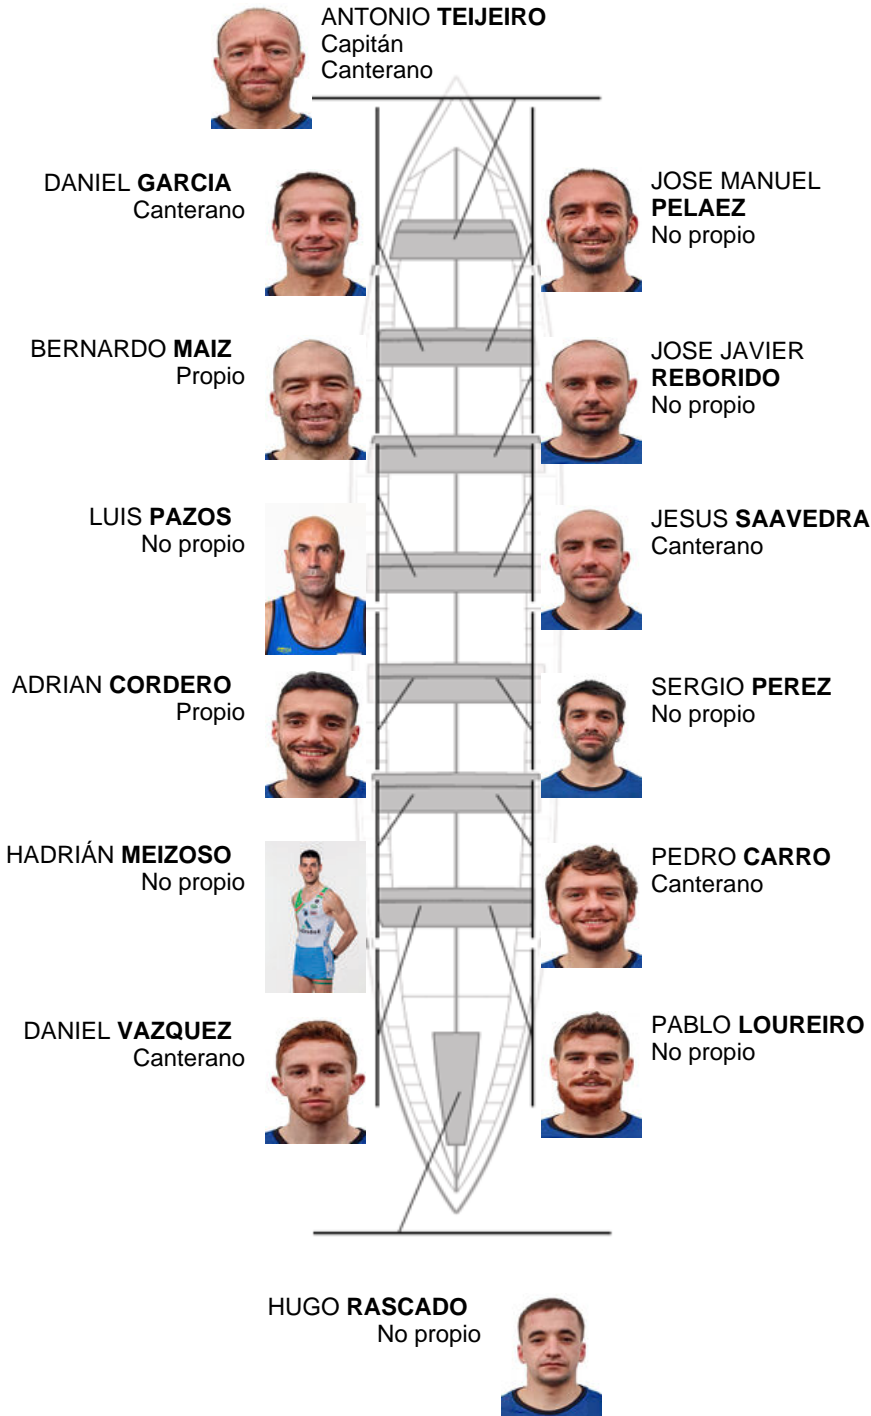 ANTONIO TEIJEIRO
Capitán
Canterano
DANIEL GARCIA
Canterano
JOSE MANUEL
PELAEZ
No propio
BERNARDO MAIZ
Propio
JOSE JAVIER
REBORIDO
No propio
LUIS PAZOS
No propio
JESUS SAAVEDRA
Canterano
ADRIAN CORDERO
Propio
SERGIO PEREZ
No propio
HADRIÁN MEIZOSO
No propio
PEDRO CARRO
Canterano
DANIEL VAZQUEZ
Canterano
PABLO LOUREIRO
No propio
HUGO RASCADO
No propio